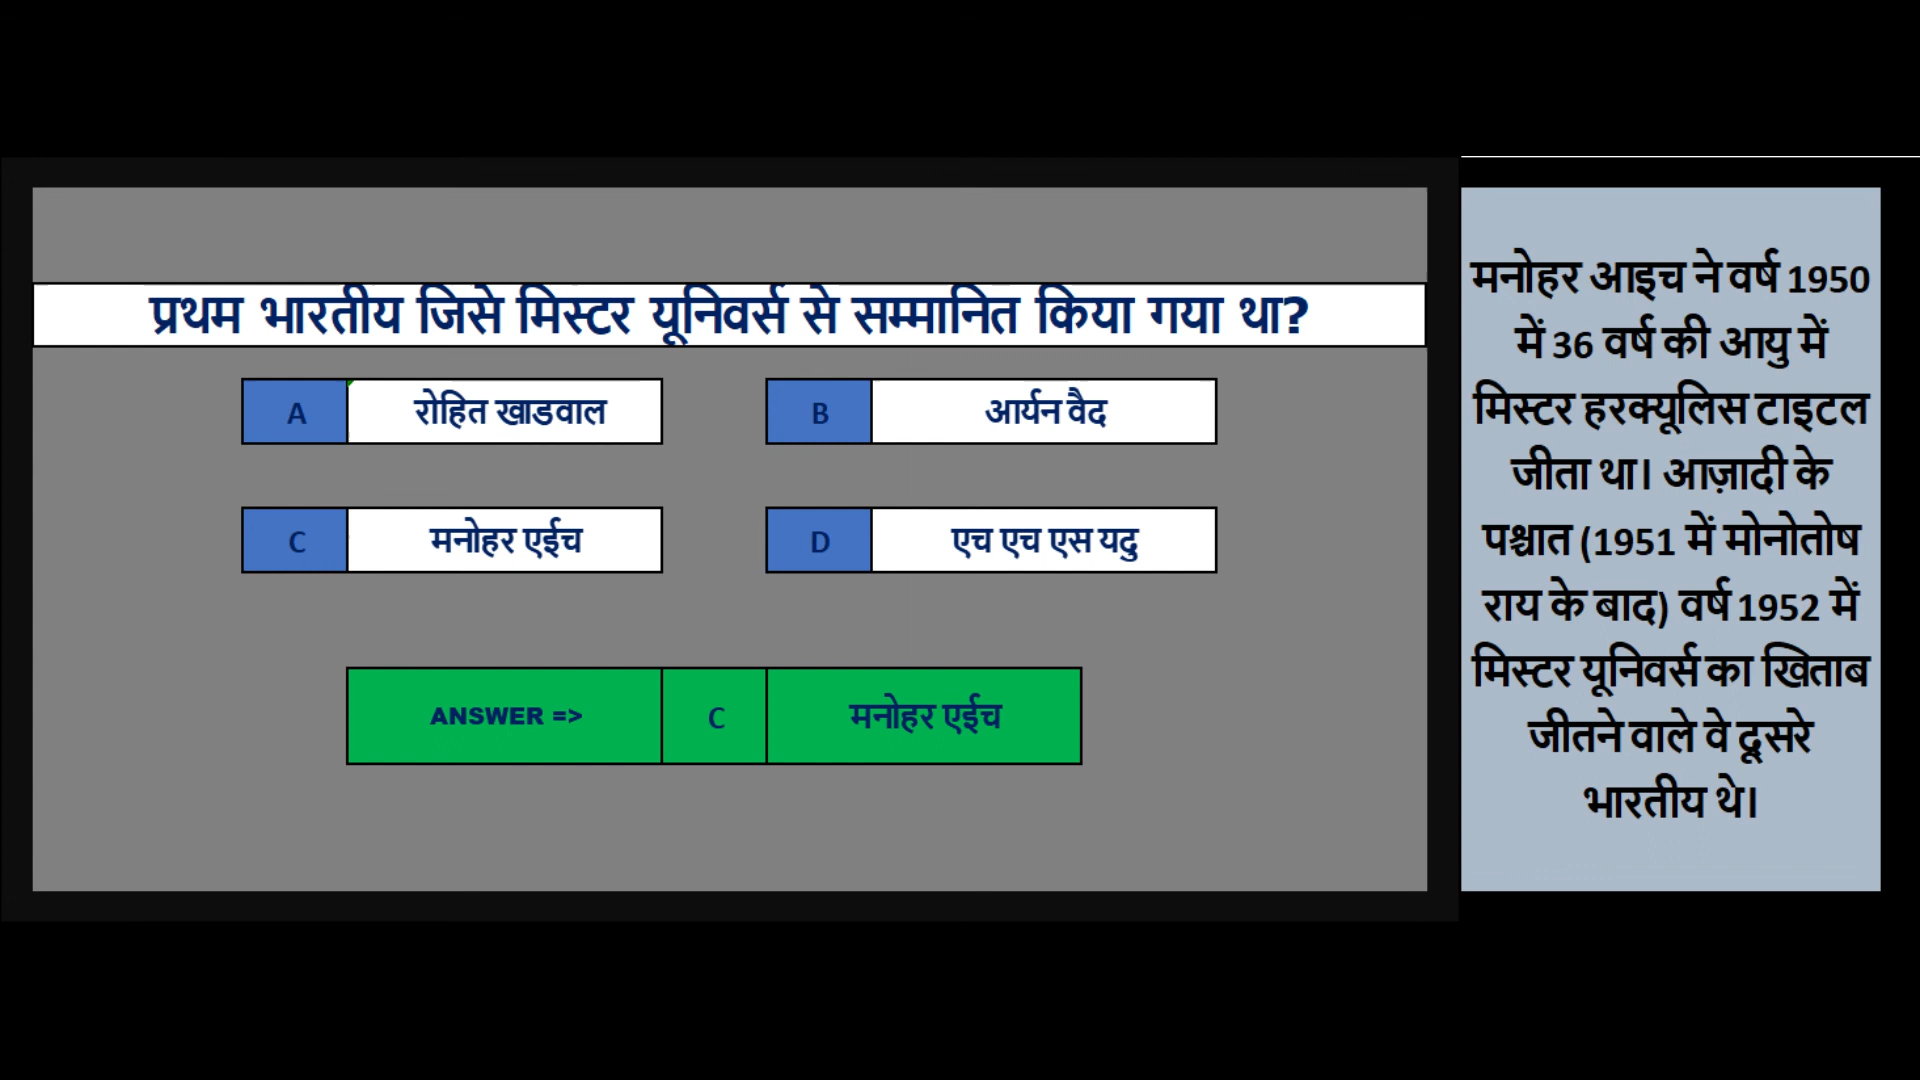 प्रथम भारतीय जिसे मिस्टर यूनिवर्स से सम्मानित किया गया था?
A रोहित खाडवाल B आर्यन वैद
C मनोहर एईच D एच एच एस यदु
ANSWER => C मनोहर एईच
मनोहर आइच ने वर्ष 1950
में 36 वर्ष की आयु में
मिस्टर हरक्यूलिस टाइटल
जीता था। आज़ादी के
पश्चात (1951 में मोनोतोष
राय के बाद) वर्ष 1952 में
मिस्टर यूनिवर्स का खिताब
जीतने वाले वे दूसरे
भारतीय थे।